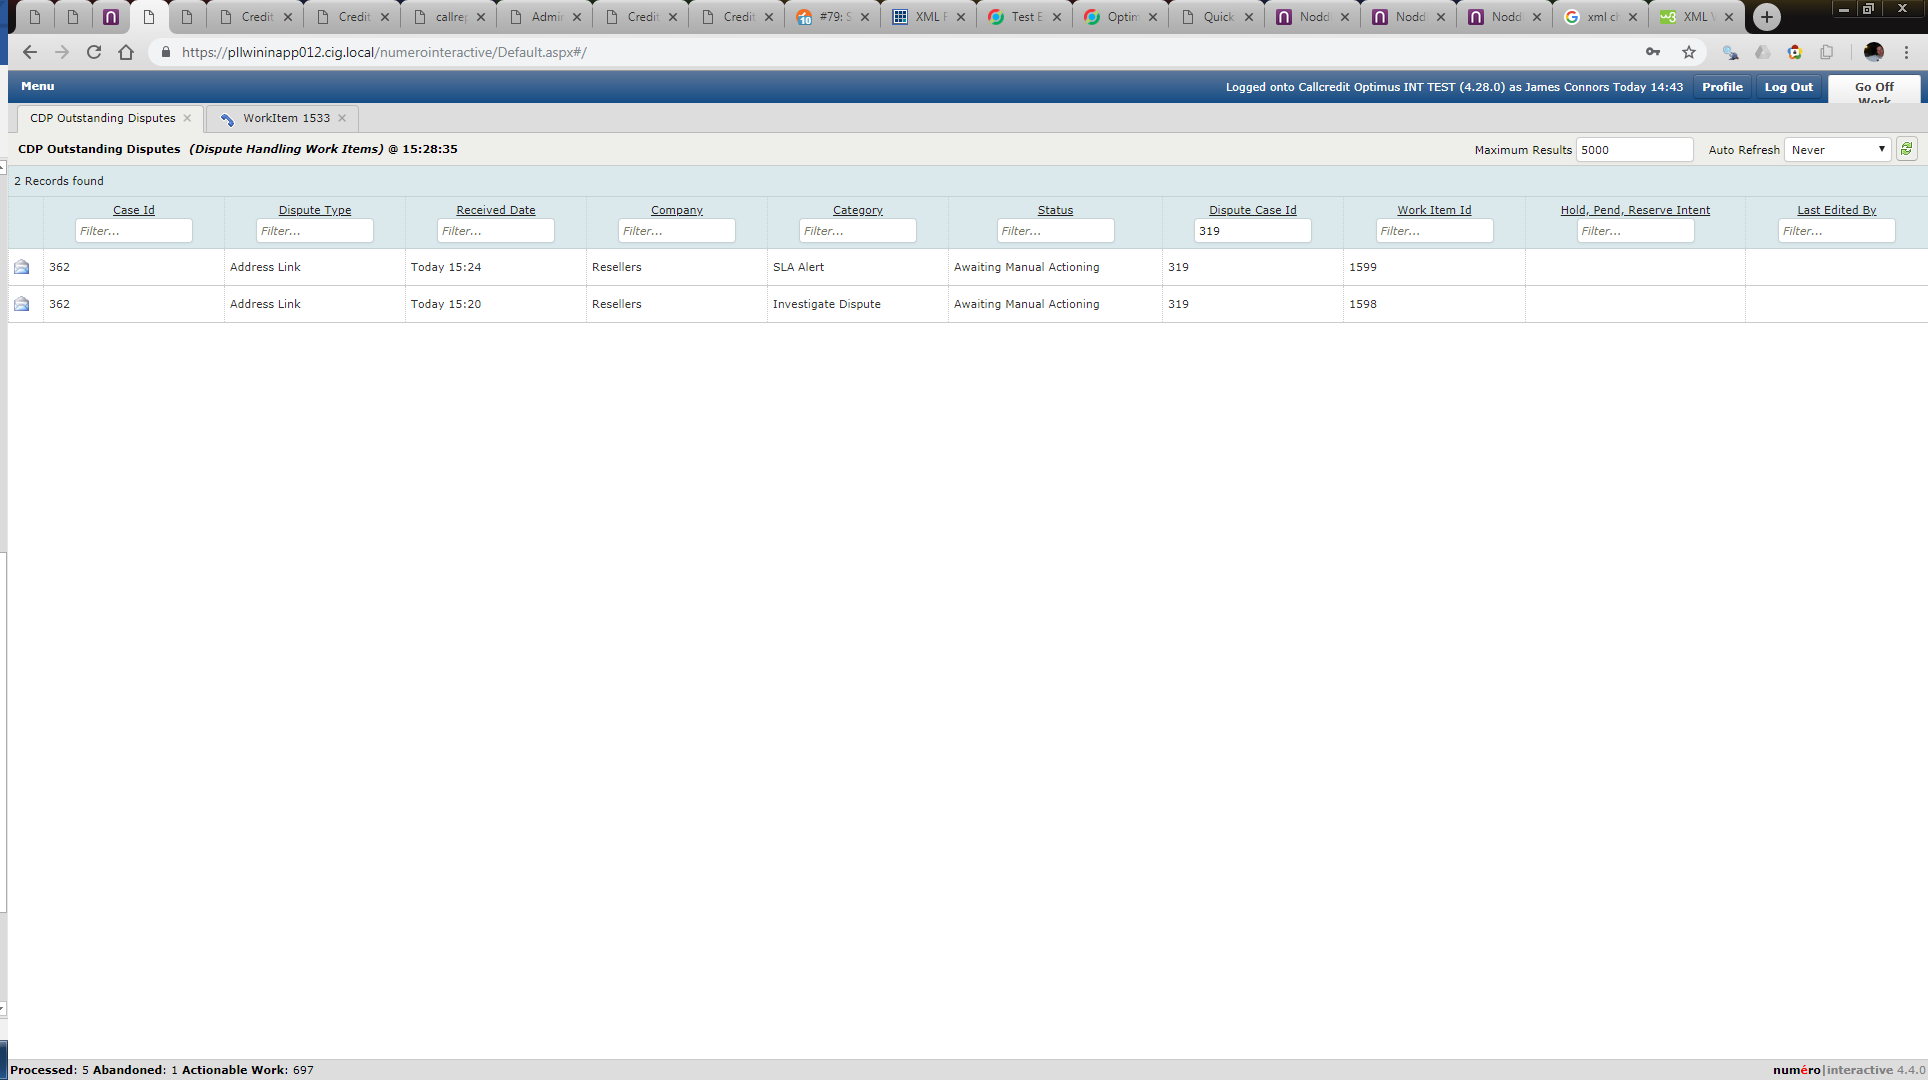 Credit Credit callrep Admin Credit Credit #79: S XML F Test E Optim Quick Noddl Noddl Noddl xml ch XML V
https://pllwininapp012.cig.local/numerointeractive/Default.aspx#/
Menu Logged onto Callcredit Optimus INT TEST (4.28.0) as James Connors Today 14:43 Profile Log Out Go Off
Work
CDP Outstanding Disputes WorkItem 1533
CDP Outstanding Disputes (Dispute Handling Work Items) @ 15:28:35 Maximum Results 5000 Auto Refresh Never
2 Records found
Case Id Dispute Type Received Date Company Category Status Dispute Case Id Work Item Id Hold, Pend, Reserve Intent Last Edited By
Filter... Filter... Filter... Filter... Filter... Filter... 319 Filter... Filter... Filter...
362 Address Link Today 15:24 Resellers SLA Alert Awaiting Manual Actioning 319 1599
362 Address Link Today 15:20 Resellers Investigate Dispute Awaiting Manual Actioning 319 1598
Processed: 5 Abandoned: 1 Actionable Work: 697 numéro|interactive 4.4.0